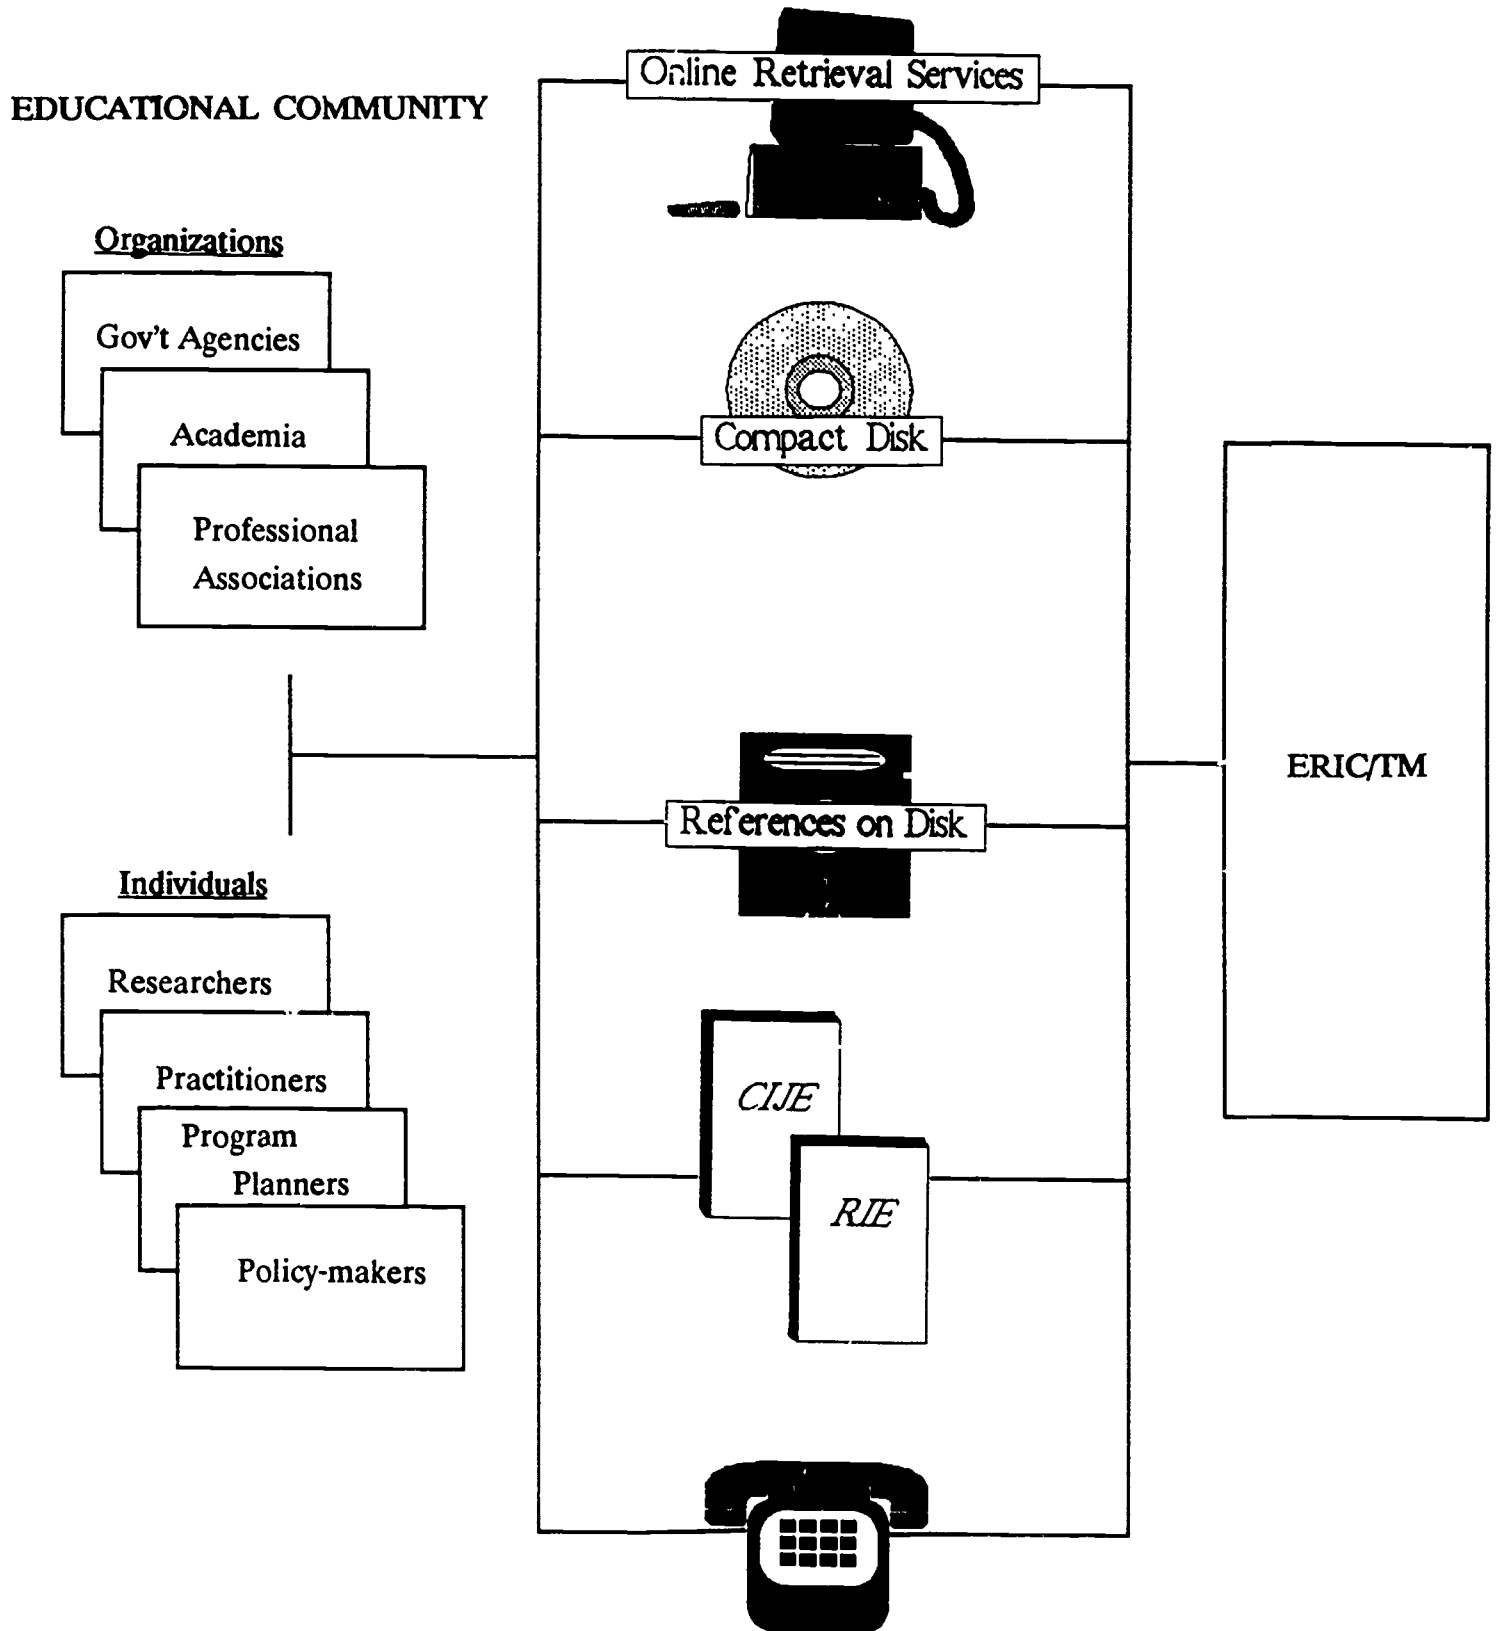 EDUCATIONAL COMMUNITY
Organizations
Gov't Agencies
Academia
Professional
Associations
Individuals
Researchers
Practitioners
Program
Planners
Policy-makers
Online Retrieval Services
Compact Disk
References on Disk
CIJE
RIE
ERIC/TM